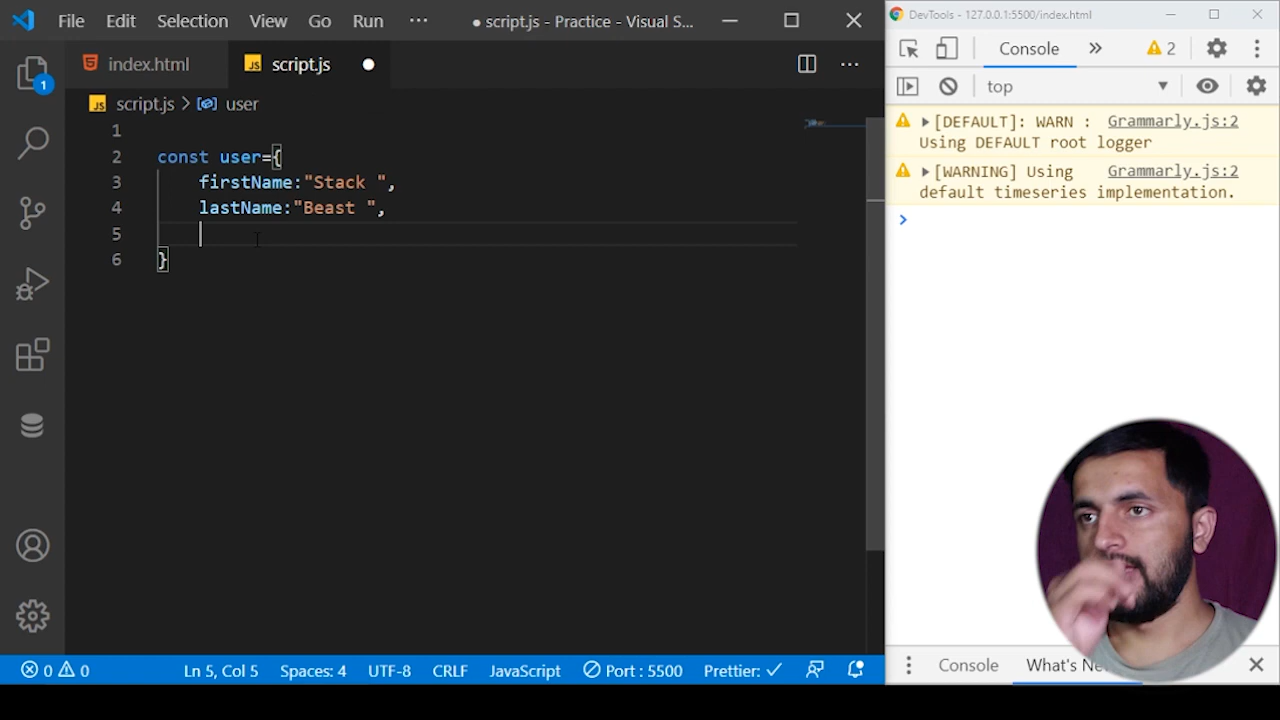 File Edit Selection View Go Run ··· ● script.js - Practice - Visual S...
index.html script.js ● ...
script.js > user
1
2 const user={
3 firstName:"Stack ",
4 lastName:"Beast ",
5
6 }
1
0 0 Ln 5, Col 5 Spaces: 4 UTF-8 CRLF JavaScript Port : 5500 Prettier: ✓
DevTools - 127.0.0.1:5500/index.html
Console » 2
top
[DEFAULT]: WARN : Grammarly.js:2
Using DEFAULT root logger
[WARNING] Using Grammarly.js:2
default timeseries implementation.
>
Console What's Ne